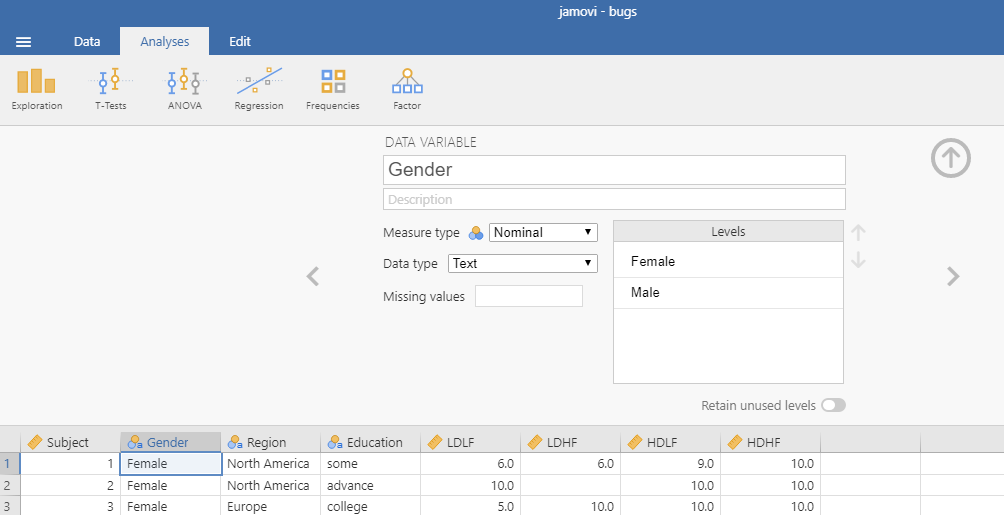 jamovi - bugs
Data Analyses Edit
Exploration T-Tests ANOVA Regression Frequencies Factor
DATA VARIABLE
Gender
Description
Measure type Nominal Levels
Data type Text Female
Missing values Male
Retain unused levels
Subject a Gender a Region a Education LDLF LDHF HDLF HDHF
1 1 Female North America some 6.0 6.0 9.0 10.0
2 2 Female North America advance 10.0 10.0 10.0
3 3 Female Europe college 5.0 10.0 10.0 10.0